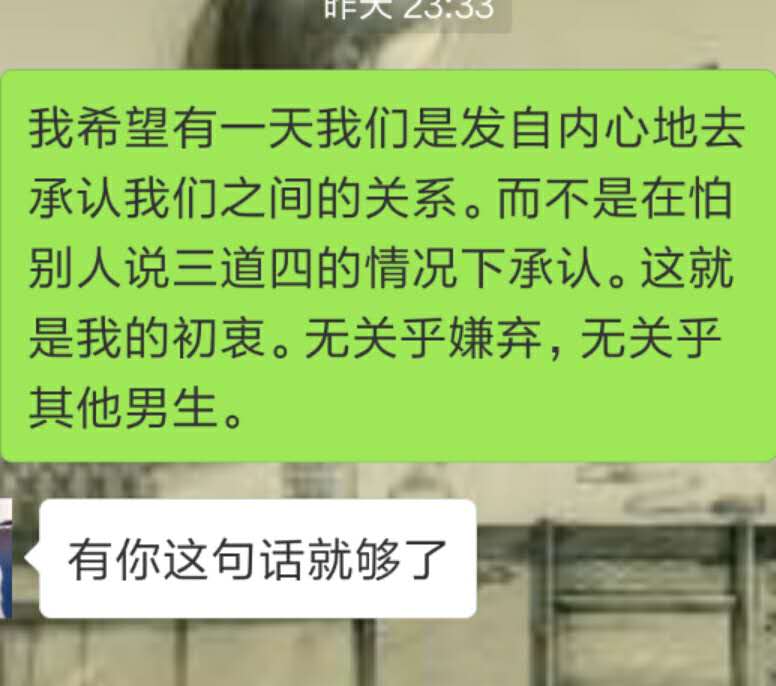 昨天 23:33
我希望有一天我们是发自内心地去
承认我们之间的关系。而不是在怕
别人说三道四的情况下承认。这就
是我的初衷。无关乎嫌弃，无关乎
其他男生。
有你这句话就够了